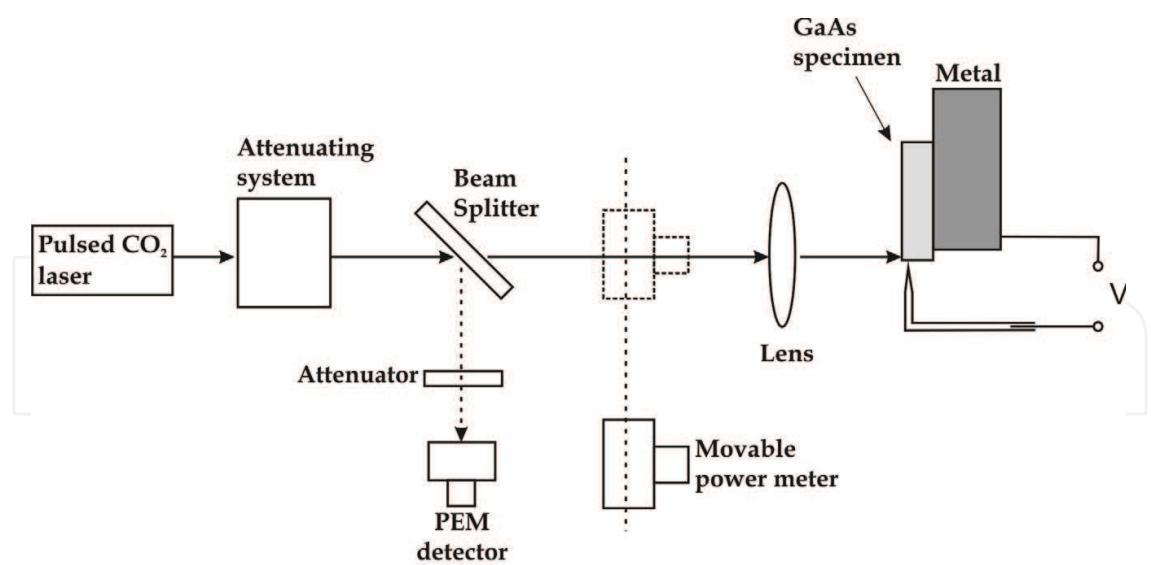 GaAs
specimen
Metal
Attenuating
system
Beam
Splitter
Pulsed CO₂
laser
V
Lens
Attenuator
Movable
power meter
PEM
detector